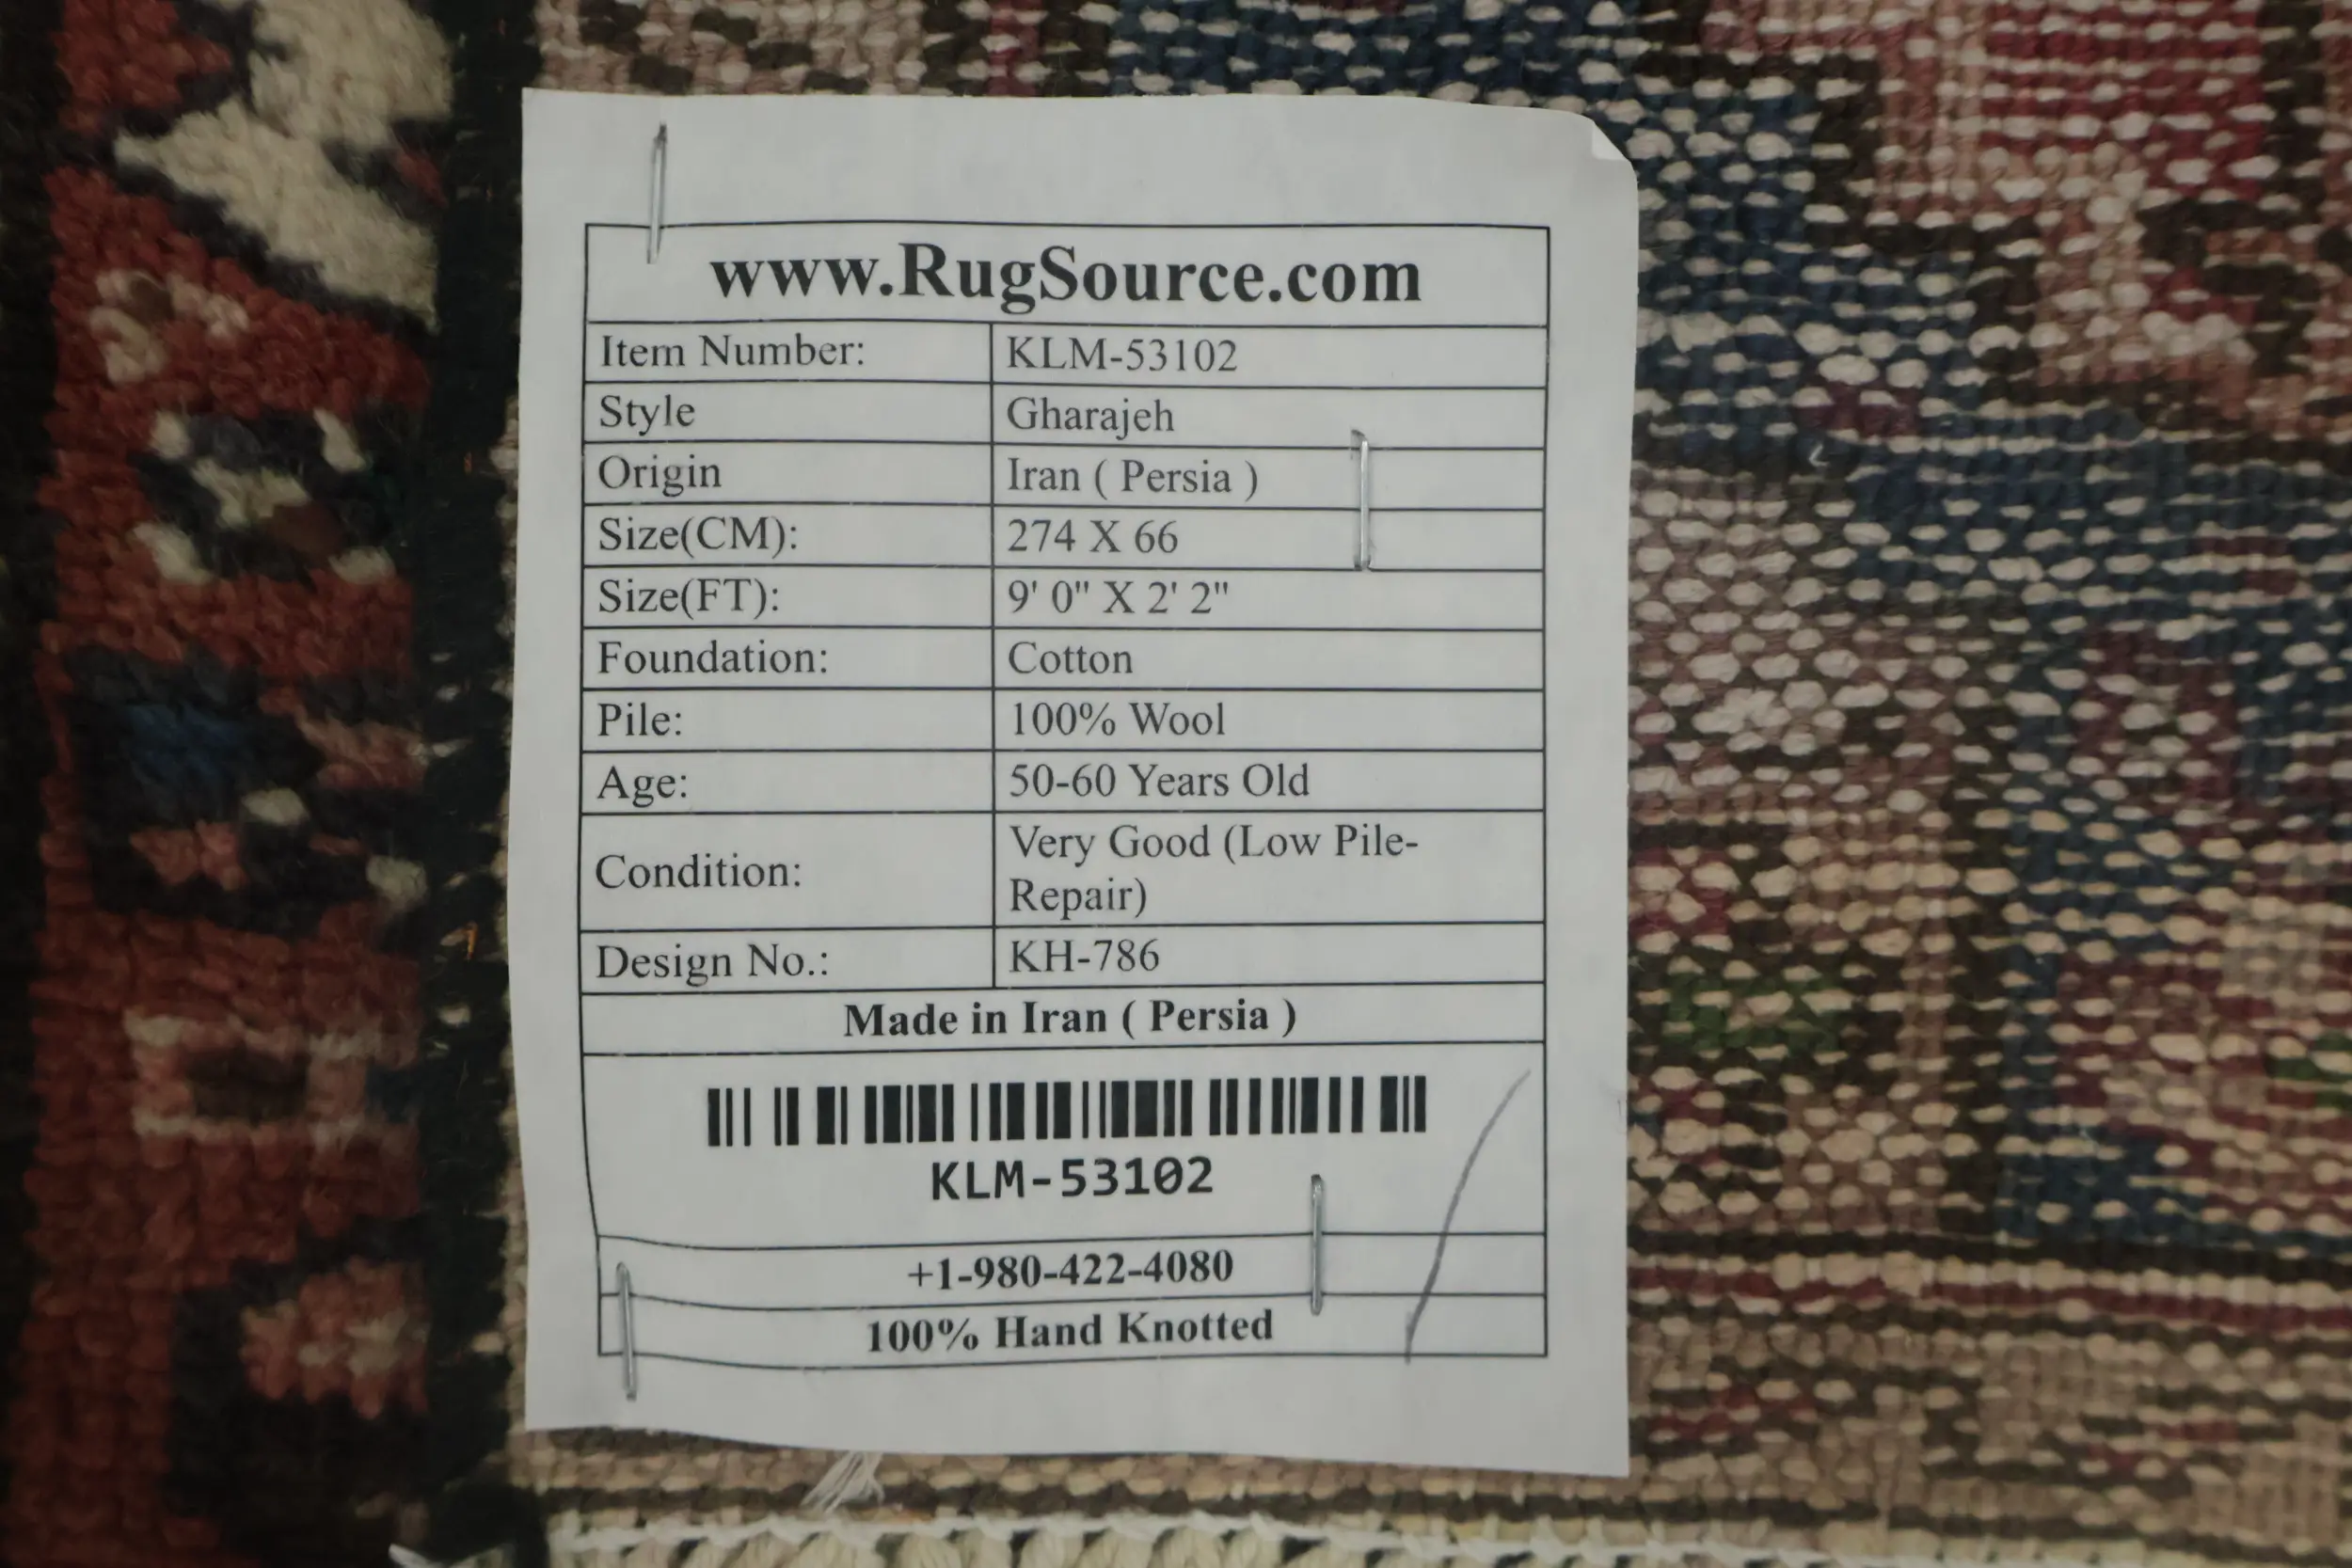 www.RugSource.com
Item Number: KLM-53102
Style Gharajeh
Origin Iran ( Persia )
Size(CM): 274 X 66
Size(FT): 9' 0" X 2' 2"
Foundation: Cotton
Pile: 100% Wool
Age: 50-60 Years Old
Condition: Very Good (Low Pile-
Repair)
Design No.: KH-786
Made in Iran ( Persia )
KLM-53102
+1-980-422-4080
100% Hand Knotted